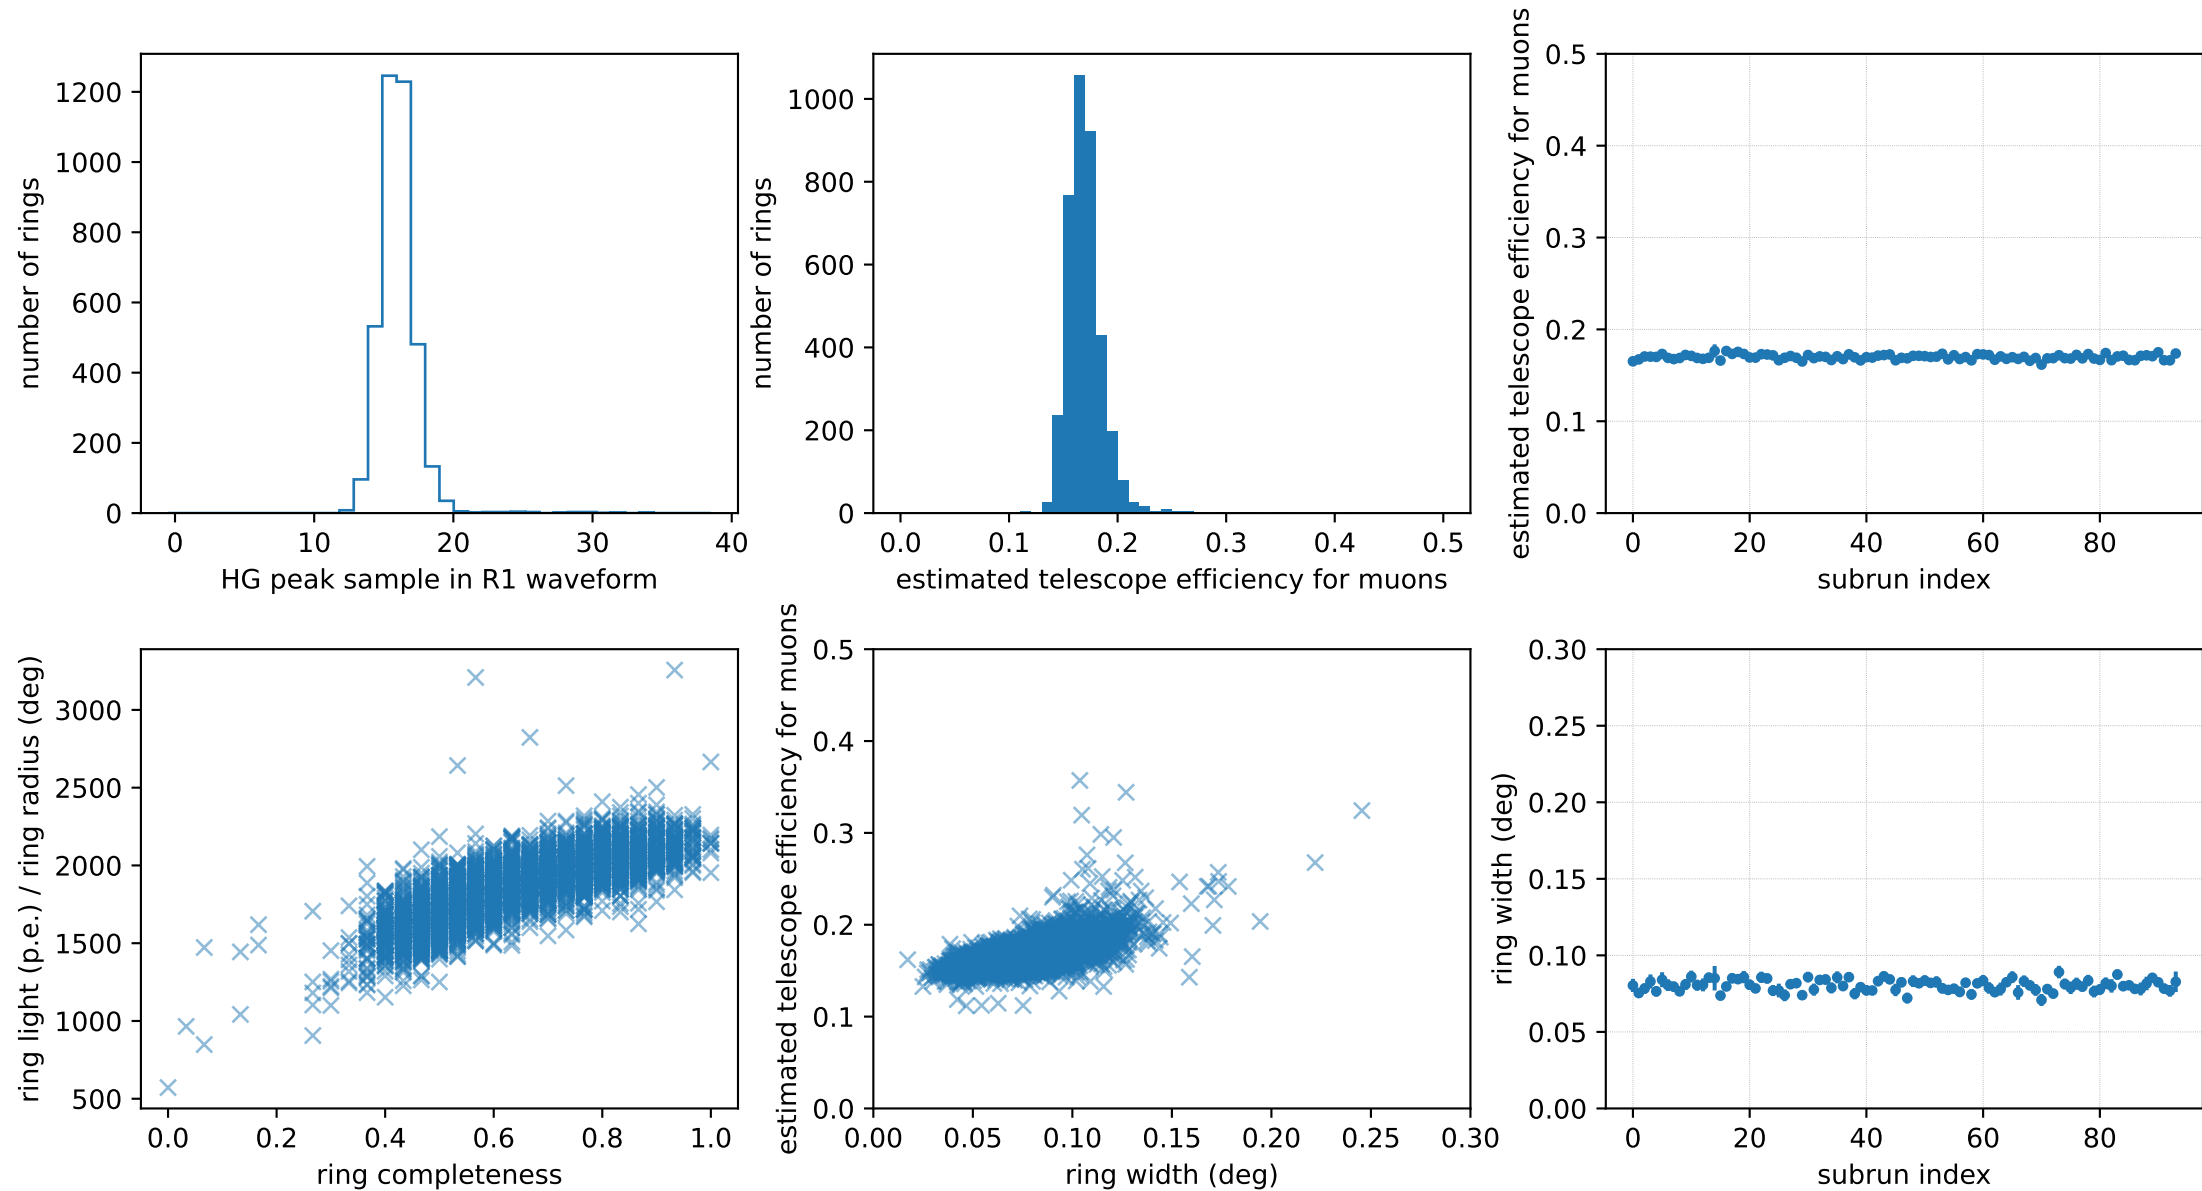 number of rings
1200
1000
800
600
400
200
0
0 10 20 30 40
HG peak sample in R1 waveform
number of rings
1000
800
600
400
200
0
0.0 0.1 0.2 0.3 0.4 0.5
estimated telescope efficiency for muons
estimated telescope efficiency for muons
0.5
0.4
0.3
0.2
0.1
0.0
0 20 40 60 80
subrun index
ring light (p.e.) / ring radius (deg)
3000
2500
2000
1500
1000
500
0.0 0.2 0.4 0.6 0.8 1.0
ring completeness
estimated telescope efficiency for muons
0.5
0.4
0.3
0.2
0.1
0.0
0.00 0.05 0.10 0.15 0.20 0.25 0.30
ring width (deg)
ring width (deg)
0.30
0.25
0.20
0.15
0.10
0.05
0.00
0 20 40 60 80
subrun index